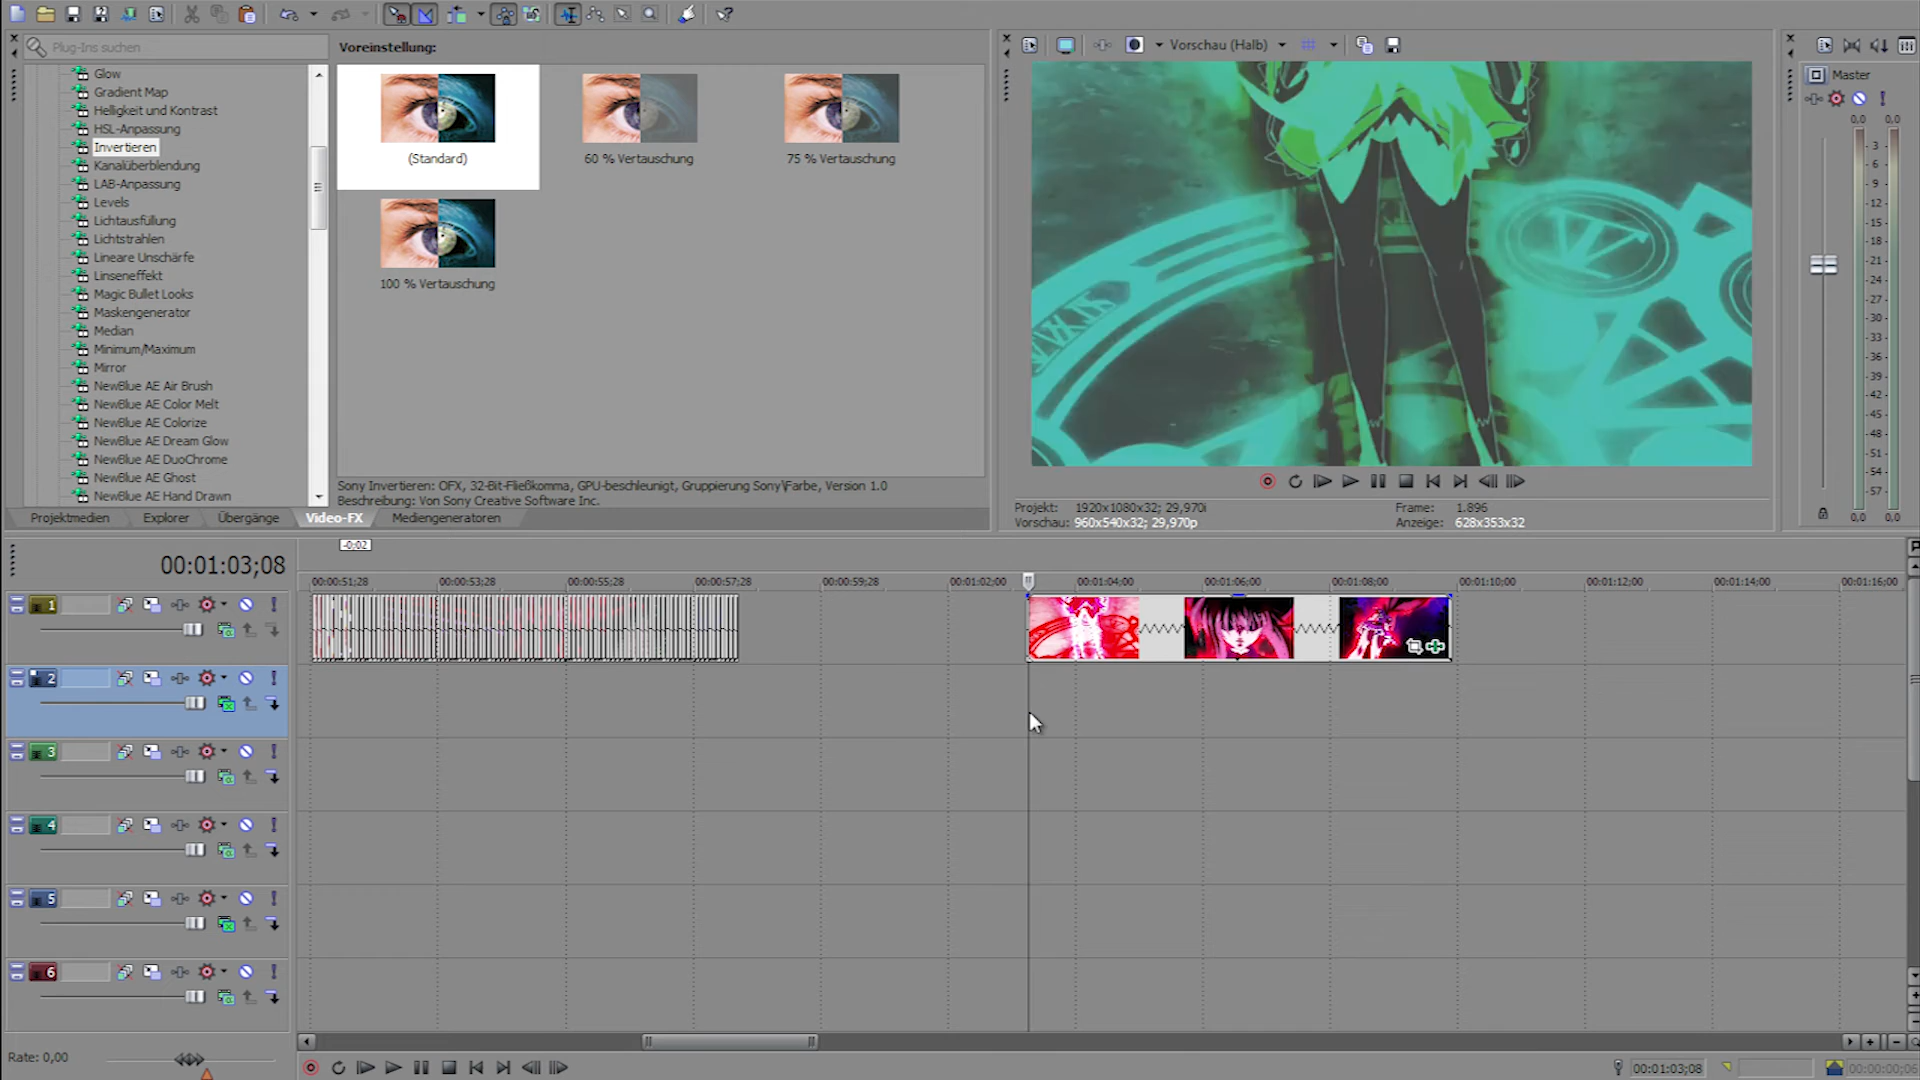 Plug-Ins suchen
Voreinstellung:
Glow
Gradient Map
Helligkeit und Kontrast
HSL-Anpassung
Invertieren
Kanalüberblendung
LAB-Anpassung
Levels
Lichtausfüllung
Lichtstrahlen
Lineare Unschärfe
Linseneffekt
Magic Bullet Looks
Maskengenerator
Median
Minimum/Maximum
Mirror
NewBlue AE Air Brush
NewBlue AE Color Melt
NewBlue AE Colorize
NewBlue AE Dream Glow
NewBlue AE DuoChrome
NewBlue AE Ghost
NewBlue AE Hand Drawn
(Standard)
60 % Vertauschung
75 % Vertauschung
100 % Vertauschung
Sony Invertieren: OFX, 32-Bit-Fließkomma, GPU-beschleunigt, Gruppierung Sony\Farbe, Version 1.0
Beschreibung: Von Sony Creative Software Inc.
Projektmedien Explorer Übergänge Video-FX Mediengeneratoren
Vorschau (Halb)
Projekt: 1920x1080x32; 29,970i
Vorschau: 960x540x32; 29,970p
Frame: 1.896
Anzeige: 628x353x32
Master
0,0 0,0
3
6
9
12
15
18
21
24
27
30
33
36
39
42
45
48
51
54
57
0,0 0,0
-0:02
00:01:03;08
00:00:51;28 00:00:53;28 00:00:55;28 00:00:57;28 00:00:59;28 00:01:02;00 00:01:04;00 00:01:06;00 00:01:08;00 00:01:10;00 00:01:12;00 00:01:14;00 00:01:16;00
1
2
3
4
5
6
Rate: 0,00
00:01:03;08
00:00:00;06